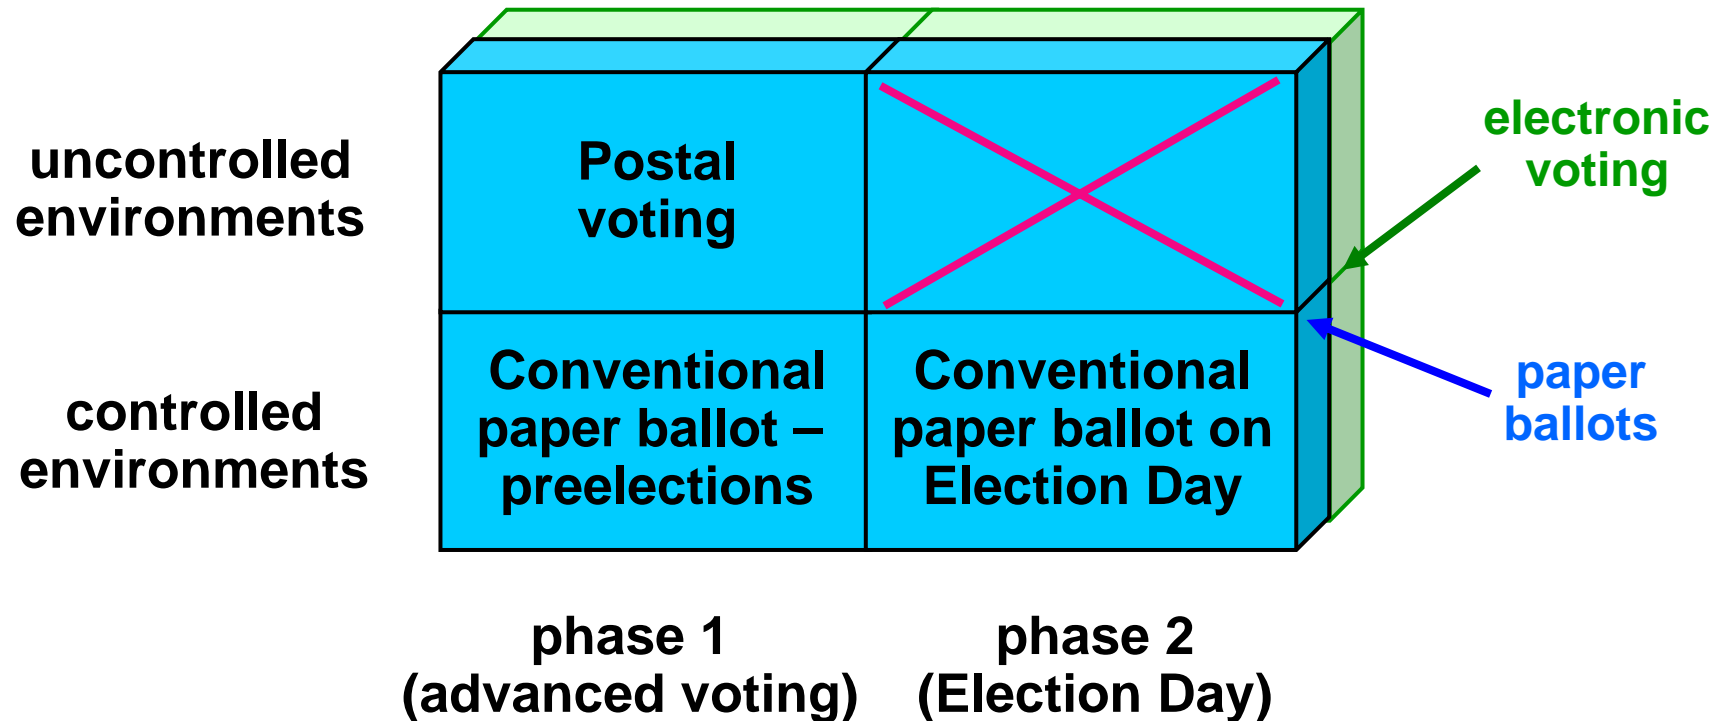 uncontrolled
environments
Postal
voting
electronic
voting
controlled
environments
Conventional
paper ballot –
preelections
Conventional
paper ballot on
Election Day
paper
ballots
phase 1
(advanced voting)
phase 2
(Election Day)